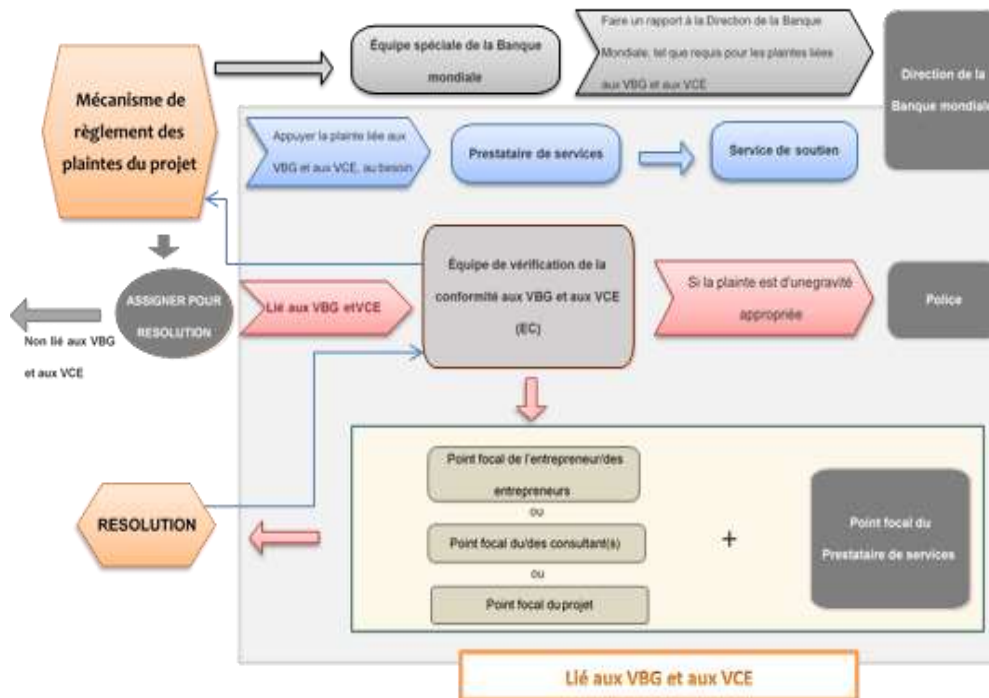 Équipe spéciale de la Banque
mondiale
Faire un rapport à la Direction de la Banque
Mondiale, tel que requis pour les plaintes liées
aux VBG et aux VCE
Direction de la
Banque mondiale
Mécanisme de
règlement des
plaintes du projet
Appuyer la plainte liée aux
VBG et aux VCE, au besoin
Prestataire de services
Service de soutien
Équipe de vérification de la
conformité aux VBG et aux VCE
(EC)
ASSIGNER POUR
RESOLUTION
Non lié aux VBG
et aux VCE
Lié aux VBG etVCE
Si la plainte est d'unegravité
appropriée
Police
Point focal de l'entrepreneur/des
entrepreneurs
ou
Point focal du/des consultant(s)
ou
Point focal du projet
+
Point focal du
Prestataire de services
RESOLUTION
Lié aux VBG et aux VCE